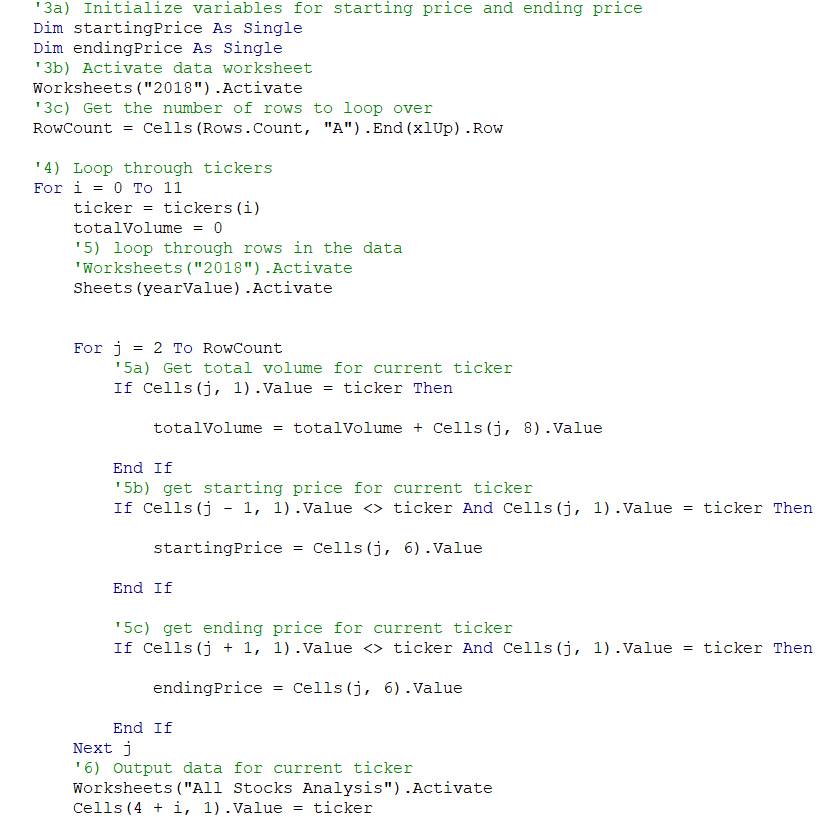 '3a) Initialize variables for starting price and ending price
Dim startingPrice As Single
Dim endingPrice As Single
'3b) Activate data worksheet
Worksheets("2018").Activate
'3c) Get the number of rows to loop over
RowCount = Cells(Rows.Count, "A").End(xlUp).Row
'4) Loop through tickers
For i = 0 To 11
ticker = tickers(i)
totalVolume = 0
'5) loop through rows in the data
'Worksheets("2018").Activate
Sheets(yearValue).Activate
For j = 2 To RowCount
'5a) Get total volume for current ticker
If Cells(j, 1).Value = ticker Then
totalVolume = totalVolume + Cells(j, 8).Value
End If
'5b) get starting price for current ticker
If Cells(j - 1, 1).Value <> ticker And Cells(j, 1).Value = ticker Then
startingPrice = Cells(j, 6).Value
End If
'5c) get ending price for current ticker
If Cells(j + 1, 1).Value <> ticker And Cells(j, 1).Value = ticker Then
endingPrice = Cells(j, 6).Value
End If
Next j
'6) Output data for current ticker
Worksheets("All Stocks Analysis").Activate
Cells(4 + i, 1).Value = ticker